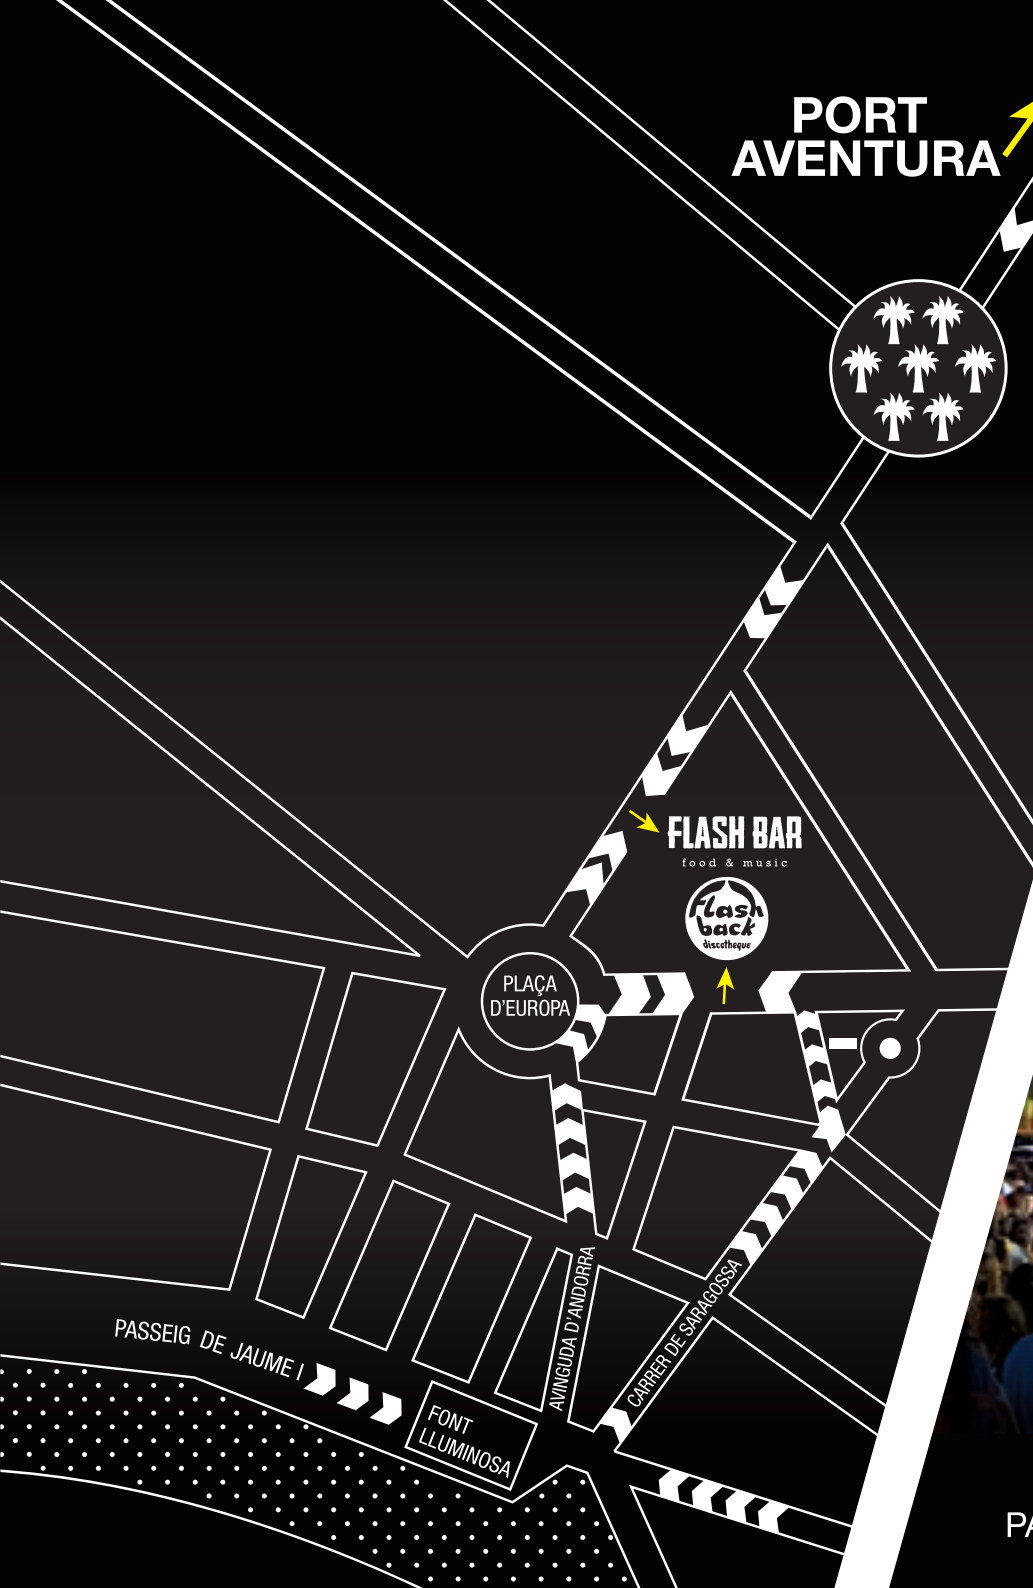 PORT
AVENTURA
FLASH BAR
food & music
Flash
back
discotheque
PLAÇA
D'EUROPA
AVINGUDA D'ANDORRA
CARRER DE SARAGOSSA
PASSEIG DE JAUME I
FONT
LLUMINOSA
PA